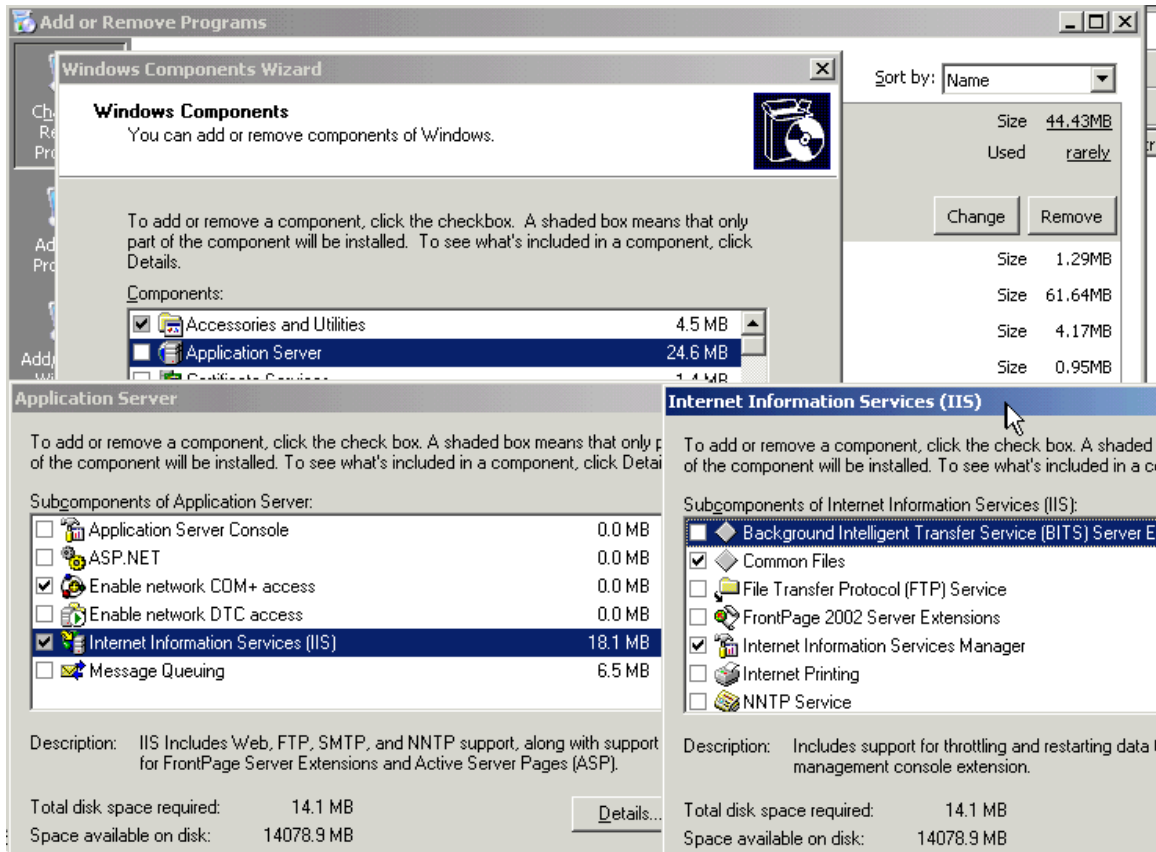 Add or Remove Programs
Windows Components Wizard
Sort by: Name
Windows Components
You can add or remove components of Windows.
Size 44.43MB
Used rarely
Change Remove
To add or remove a component, click the checkbox. A shaded box means that only
part of the component will be installed. To see what's included in a component, click
Details.
Size 1.29MB
Components:
Size 61.64MB
Accessories and Utilities 4.5 MB
Size 4.17MB
Application Server 24.6 MB
Size 0.95MB
Certificate Services 1.4 MB
Application Server
To add or remove a component, click the check box. A shaded box means that only
of the component will be installed. To see what's included in a component, click
Subcomponents of Application Server:
Application Server Console 0.0 MB
ASP.NET 0.0 MB
Enable network COM+ access 0.0 MB
Enable network DTC access 0.0 MB
Internet Information Services (IIS) 18.1 MB
Message Queuing 6.5 MB
Description: IIS Includes Web, FTP, SMTP, and NNTP support, along with support
for FrontPage Server Extensions and Active Server Pages (ASP).
Total disk space required: 14.1 MB
Space available on disk: 14078.9 MB
Details...
Internet Information Services (IIS)
To add or remove a component, click the check box. A shaded
of the component will be installed. To see what's included in a
Subcomponents of Internet Information Services (IIS):
Background Intelligent Transfer Service (BITS) Server
Common Files
File Transfer Protocol (FTP) Service
FrontPage 2002 Server Extensions
Internet Information Services Manager
Internet Printing
NNTP Service
Description: Includes support for throttling and restarting data
management console extension.
Total disk space required: 14.1 MB
Space available on disk: 14078.9 MB